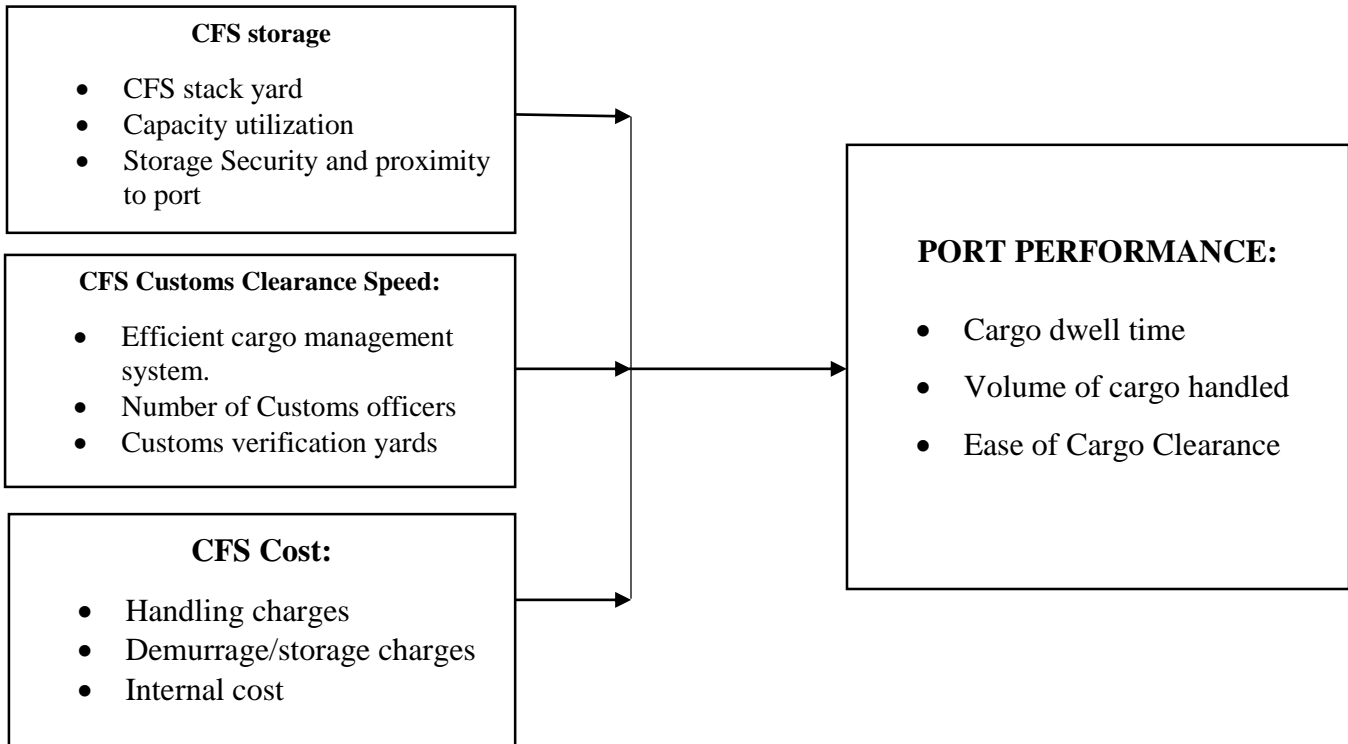 CFS storage
• CFS stack yard
• Capacity utilization
• Storage Security and proximity
to port
CFS Customs Clearance Speed:
• Efficient cargo management
system.
• Number of Customs officers
• Customs verification yards
CFS Cost:
• Handling charges
• Demurrage/storage charges
• Internal cost
PORT PERFORMANCE:
• Cargo dwell time
• Volume of cargo handled
• Ease of Cargo Clearance